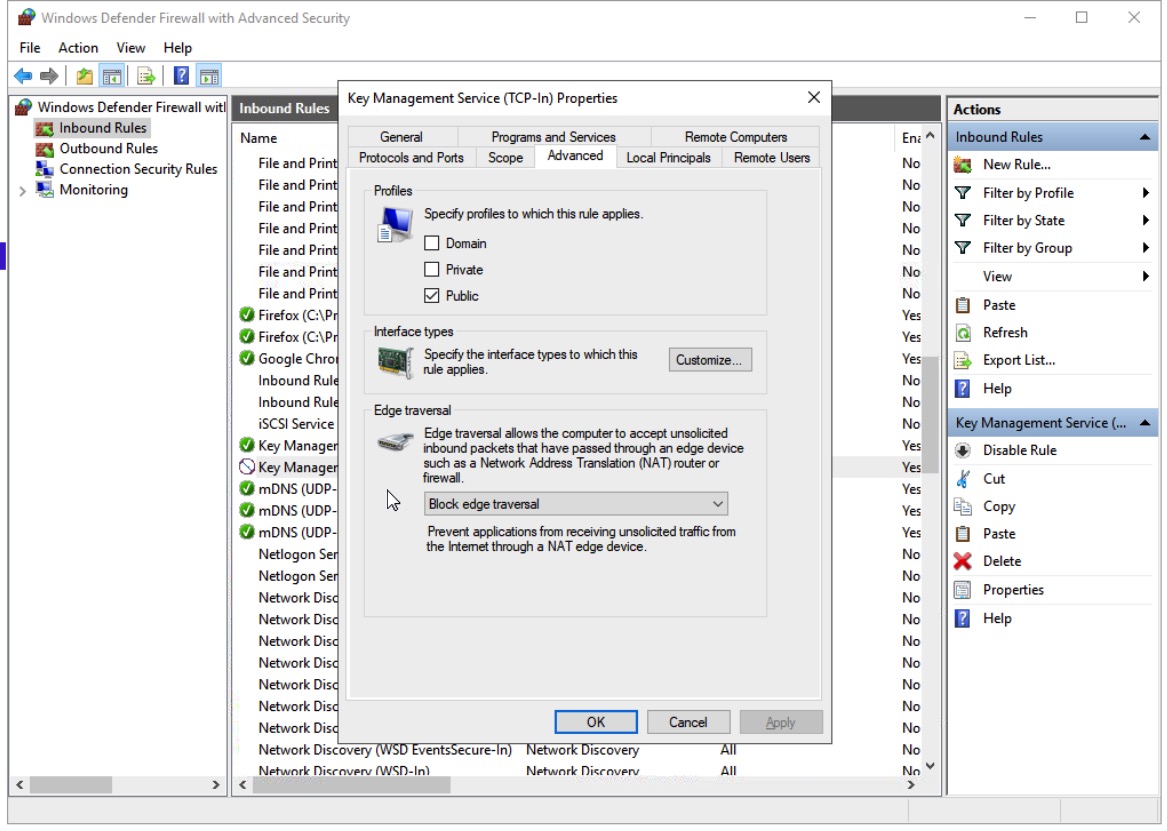 Windows Defender Firewall with Advanced Security
File Action View Help
Windows Defender Firewall witl
Inbound Rules
Outbound Rules
Connection Security Rules
Monitoring
Inbound Rules
Name
Ena
File and Print
No
File and Print
No
File and Print
No
File and Print
No
File and Print
No
File and Print
No
File and Print
No
Firefox (C:\Pr
Yes
Firefox (C:\Pr
Yes
Google Chror
Yes
Inbound Rule
No
Inbound Rule
No
iSCSI Service
No
Key Manager
Yes
Key Manager
Yes
mDNS (UDP-
Yes
mDNS (UDP-
Yes
mDNS (UDP-
Yes
Netlogon Ser
No
Netlogon Ser
No
Network Disc
No
Network Disc
No
Network Disc
No
Network Disc
No
Network Disc
No
Network Disc
No
Network Disc
No
Network Discovery (WSD EventsSecure-In) Network Discovery All No
Network Discovery (WSD-In) Network Discovery All No
Key Management Service (TCP-In) Properties
General Programs and Services Remote Computers
Protocols and Ports Scope Advanced Local Principals Remote Users
Profiles
Specify profiles to which this rule applies.
Domain
Private
Public
Interface types
Specify the interface types to which this
rule applies.
Customize...
Edge traversal
Edge traversal allows the computer to accept unsolicited
inbound packets that have passed through an edge device
such as a Network Address Translation (NAT) router or
firewall.
Block edge traversal
Prevent applications from receiving unsolicited traffic from
the Internet through a NAT edge device.
OK Cancel Apply
Actions
Inbound Rules
New Rule...
Filter by Profile
Filter by State
Filter by Group
View
Paste
Refresh
Export List...
Help
Key Management Service (...
Disable Rule
Cut
Copy
Paste
Delete
Properties
Help